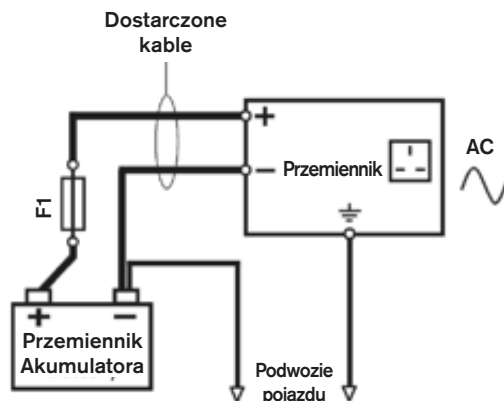 Dostarczone
kable
+
AC
− Przemiennik
F1
+ −
Przemiennik
Akumulatora
Podwozie
pojazdu